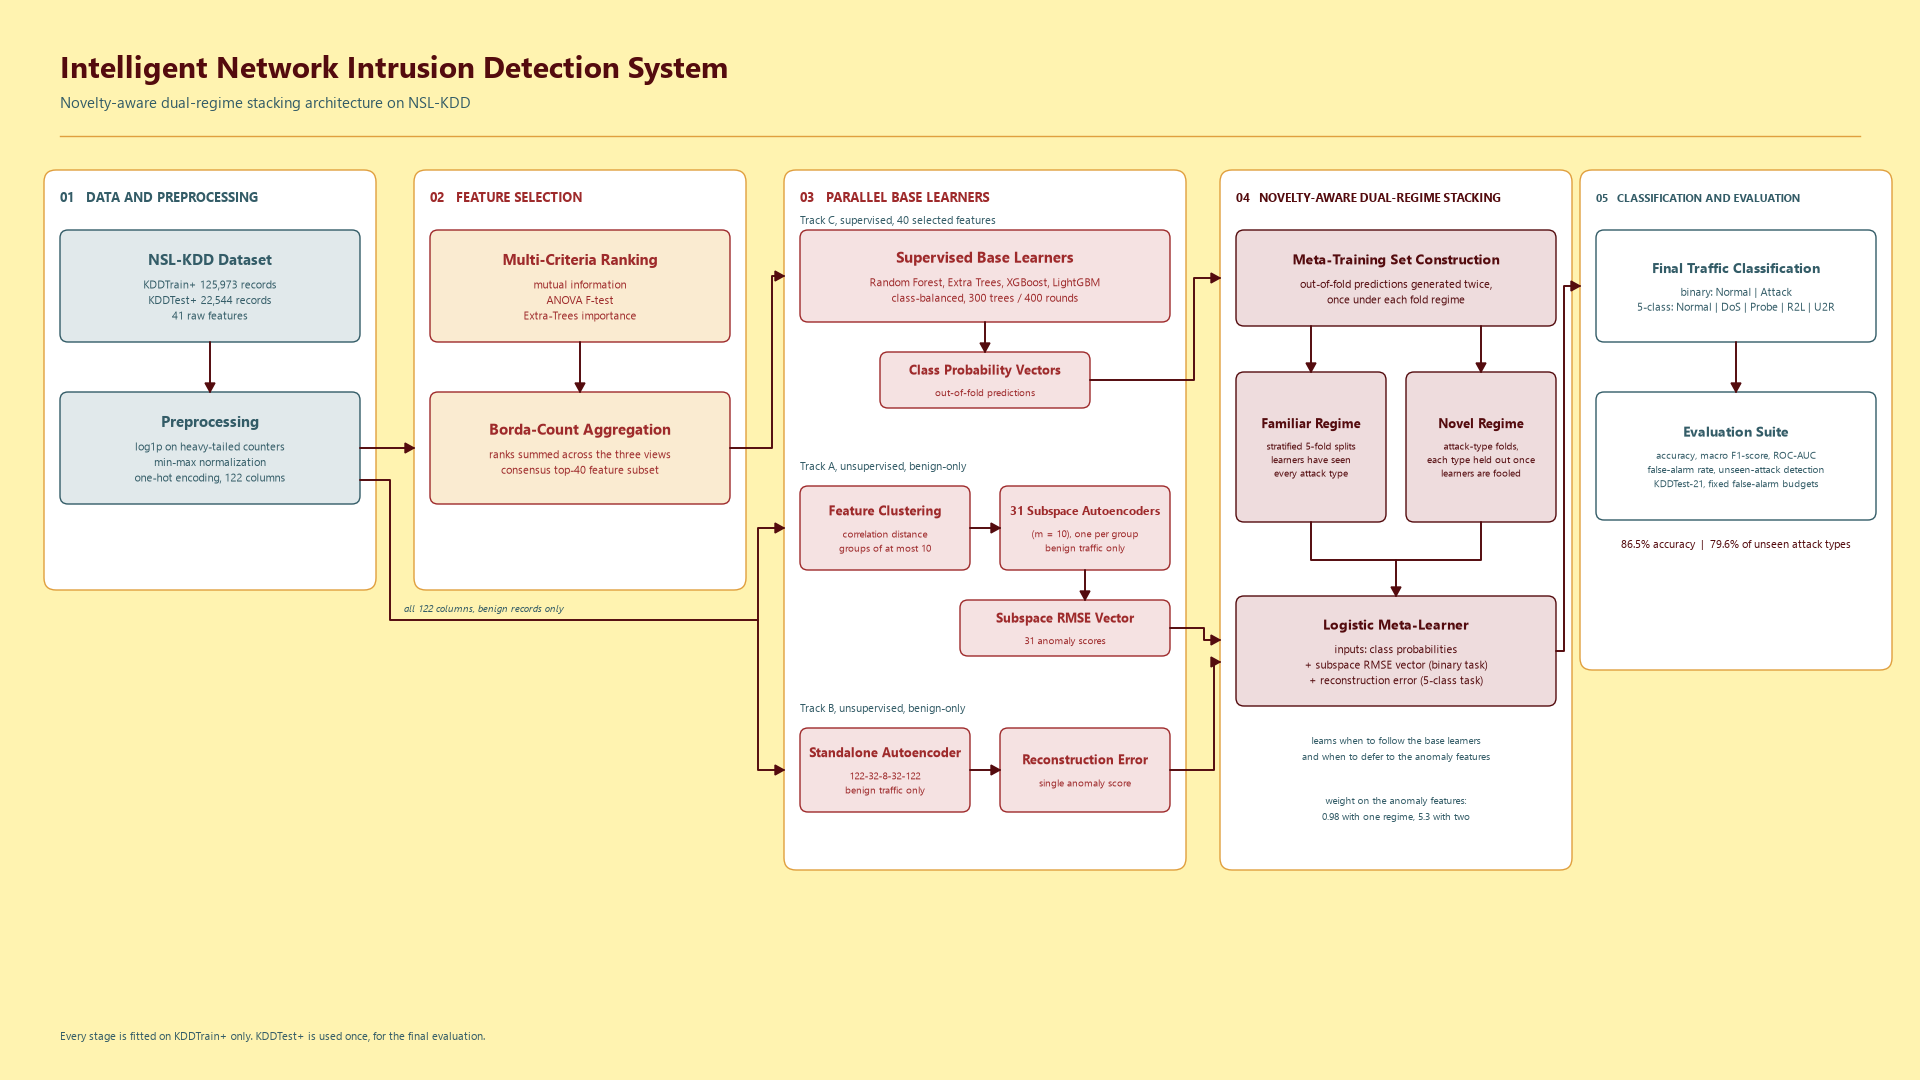 Intelligent Network Intrusion Detection System
Novelty-aware dual-regime stacking architecture on NSL-KDD
01 DATA AND PREPROCESSING
NSL-KDD Dataset
KDDTrain+ 125,973 records
KDDTest+ 22,544 records
41 raw features
Preprocessing
log1p on heavy-tailed counters
min-max normalization
one-hot encoding, 122 columns
02 FEATURE SELECTION
Multi-Criteria Ranking
mutual information
ANOVA F-test
Extra-Trees importance
Borda-Count Aggregation
ranks summed across the three views
consensus top-40 feature subset
all 122 columns, benign records only
03 PARALLEL BASE LEARNERS
Track C, supervised, 40 selected features
Supervised Base Learners
Random Forest, Extra Trees, XGBoost, LightGBM
class-balanced, 300 trees / 400 rounds
Class Probability Vectors
out-of-fold predictions
Track A, unsupervised, benign-only
Feature Clustering
correlation distance
groups of at most 10
31 Subspace Autoencoders
(m = 10), one per group
benign traffic only
Subspace RMSE Vector
31 anomaly scores
Track B, unsupervised, benign-only
Standalone Autoencoder
122-32-8-32-122
benign traffic only
Reconstruction Error
single anomaly score
04 NOVELTY-AWARE DUAL-REGIME STACKING
Meta-Training Set Construction
out-of-fold predictions generated twice,
once under each fold regime
Familiar Regime
stratified 5-fold splits
learners have seen
every attack type
Novel Regime
attack-type folds,
each type held out once
learners are fooled
Logistic Meta-Learner
inputs: class probabilities
+ subspace RMSE vector (binary task)
+ reconstruction error (5-class task)
learns when to follow the base learners
and when to defer to the anomaly features
weight on the anomaly features:
0.98 with one regime, 5.3 with two
05 CLASSIFICATION AND EVALUATION
Final Traffic Classification
binary: Normal | Attack
5-class: Normal | DoS | Probe | R2L | U2R
Evaluation Suite
accuracy, macro F1-score, ROC-AUC
false-alarm rate, unseen-attack detection
KDDTest-21, fixed false-alarm budgets
86.5% accuracy | 79.6% of unseen attack types
Every stage is fitted on KDDTrain+ only. KDDTest+ is used once, for the final evaluation.